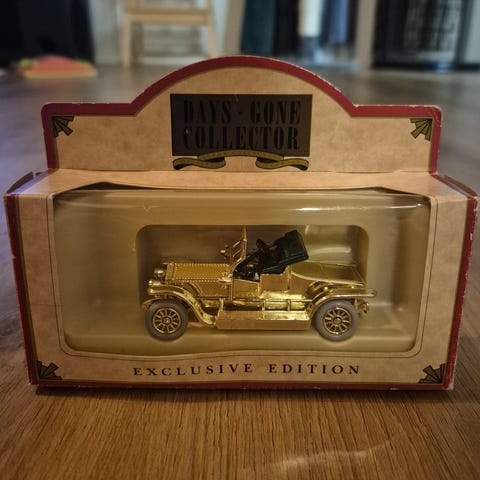 DAYS · GONE
COLLECTOR
EXCLUSIVE EDITION